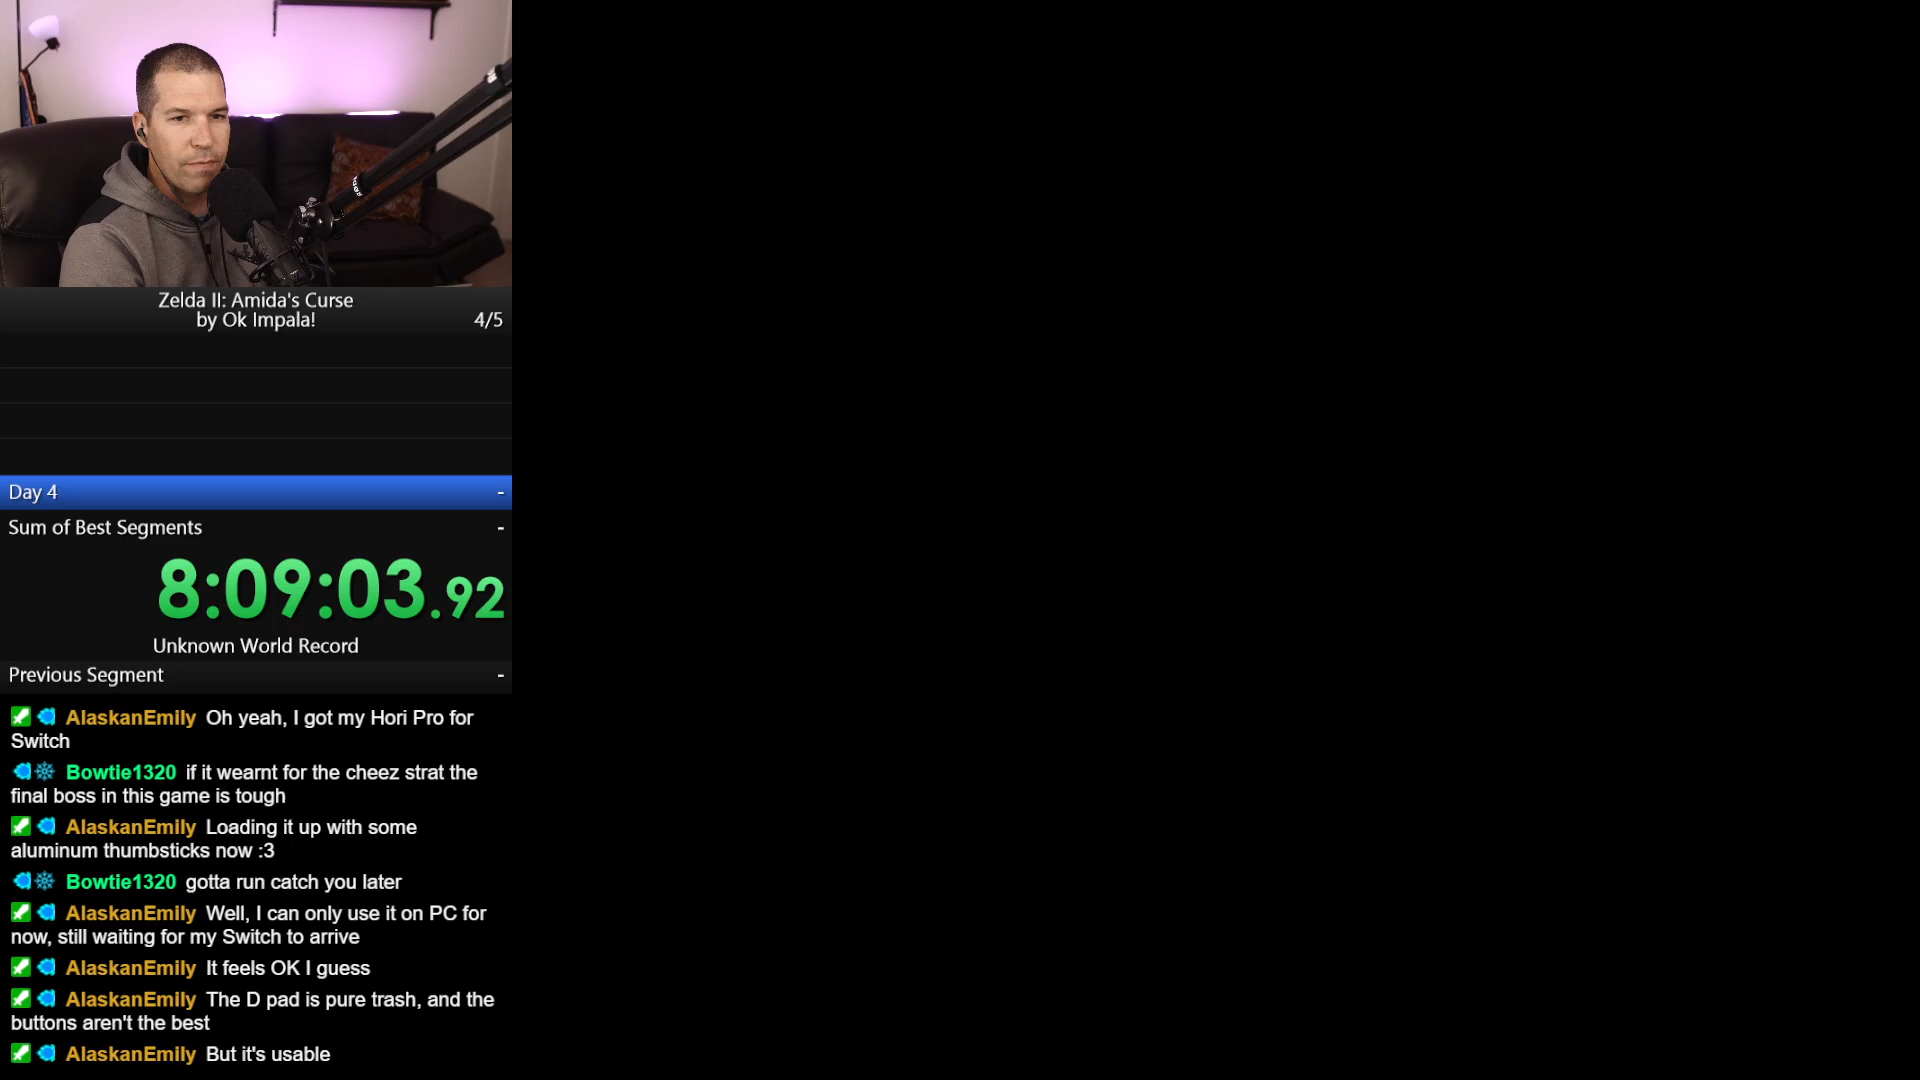 Zelda II: Amida's Curse
by Ok Impala!
4/5
Day 4 -
Sum of Best Segments -
8:09:03.92
Unknown World Record
Previous Segment -
AlaskanEmily Oh yeah, I got my Hori Pro for
Switch
Bowtie1320 if it wearnt for the cheez strat the
final boss in this game is tough
AlaskanEmily Loading it up with some
aluminum thumbsticks now :3
Bowtie1320 gotta run catch you later
AlaskanEmily Well, I can only use it on PC for
now, still waiting for my Switch to arrive
AlaskanEmily It feels OK I guess
AlaskanEmily The D pad is pure trash, and the
buttons aren't the best
AlaskanEmily But it's usable